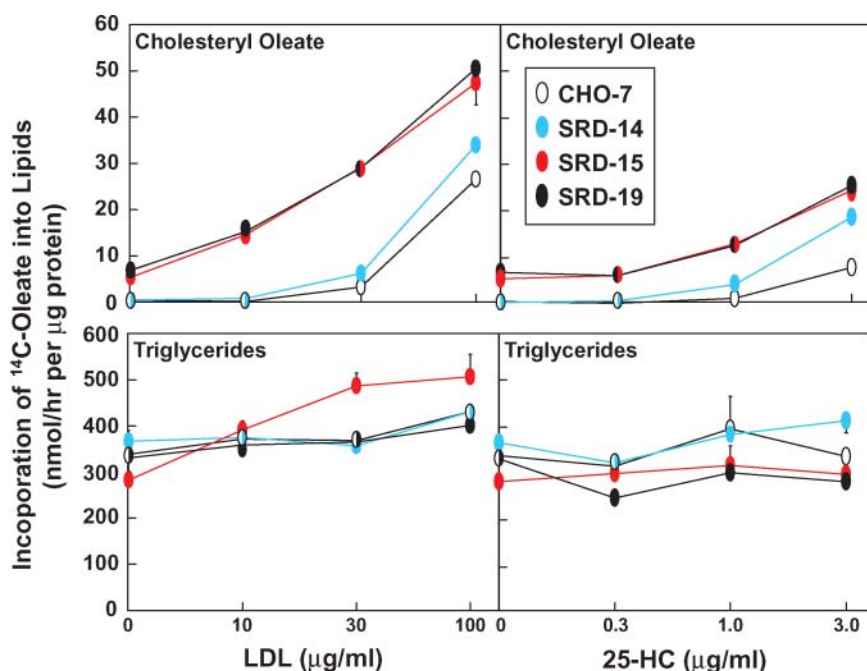 Incoporation of ¹⁴C-Oleate into Lipids
(nmol/hr per µg protein)
60
50
40
30
20
10
0
Cholesteryl Oleate
Cholesteryl Oleate
CHO-7
SRD-14
SRD-15
SRD-19
600
500
400
300
200
100
0
Triglycerides
Triglycerides
0 10 30 100
0 0.3 1.0 3.0
LDL (µg/ml)
25-HC (µg/ml)